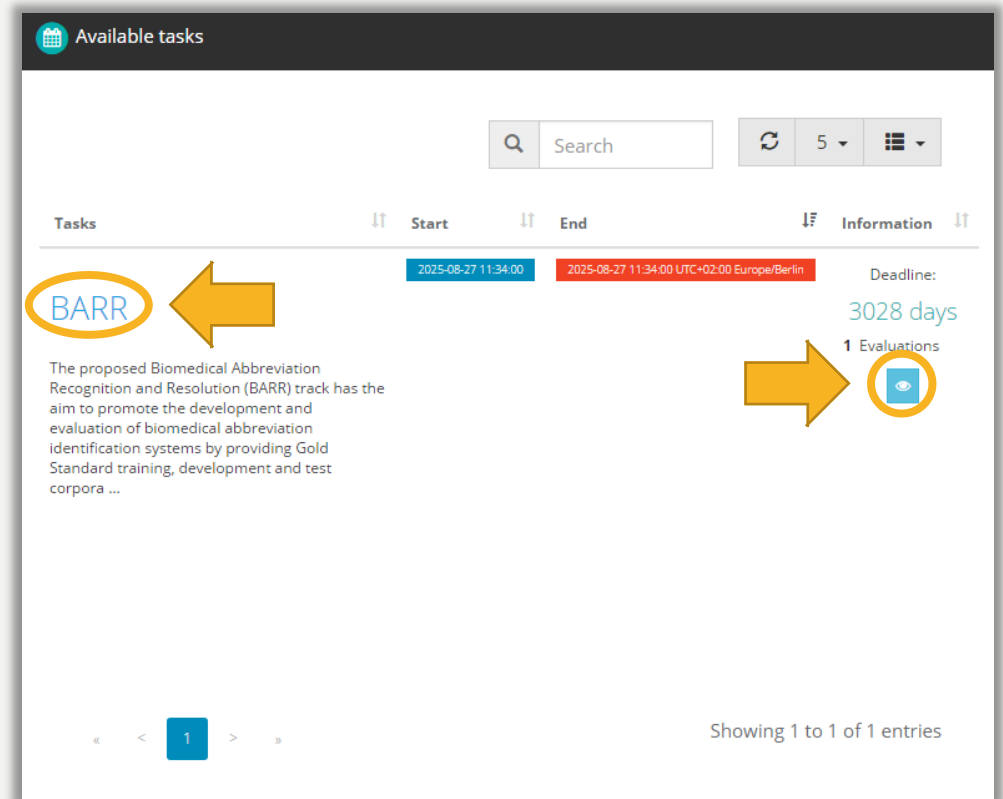 Available tasks
Search
5
Tasks
Start
End
Information
2025-08-27 11:34:00
2025-08-27 11:34:00 UTC+02:00 Europe/Berlin
Deadline:
BARR
3028 days
1 Evaluations
The proposed Biomedical Abbreviation
Recognition and Resolution (BARR) track has the
aim to promote the development and
evaluation of biomedical abbreviation
identification systems by providing Gold
Standard training, development and test
corpora ...
« < 1 > »
Showing 1 to 1 of 1 entries